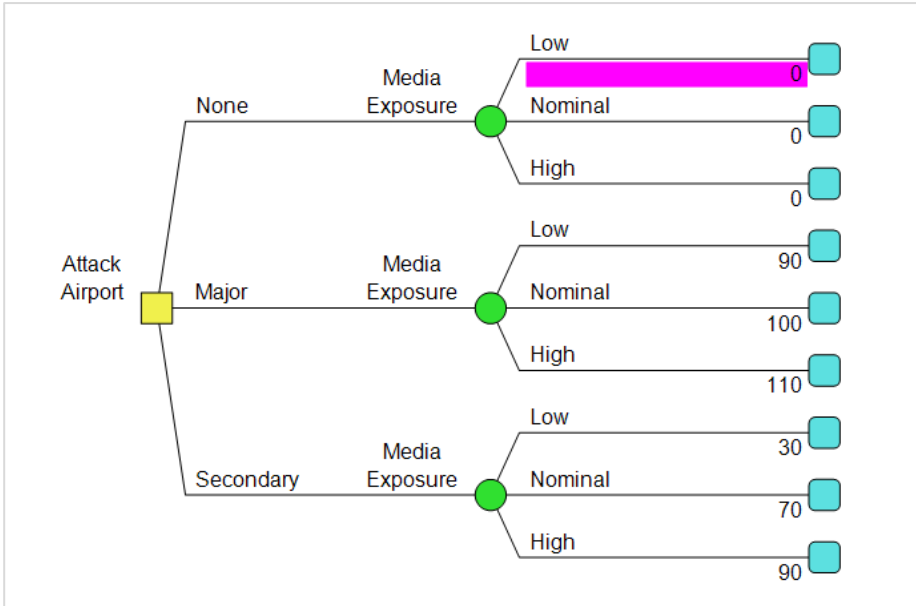 Low
Media
Exposure
0
None
Nominal
0
High
0
Low
Attack
Airport
Media
Exposure
90
Major
Nominal
100
High
110
Low
Media
Exposure
30
Secondary
Nominal
70
High
90